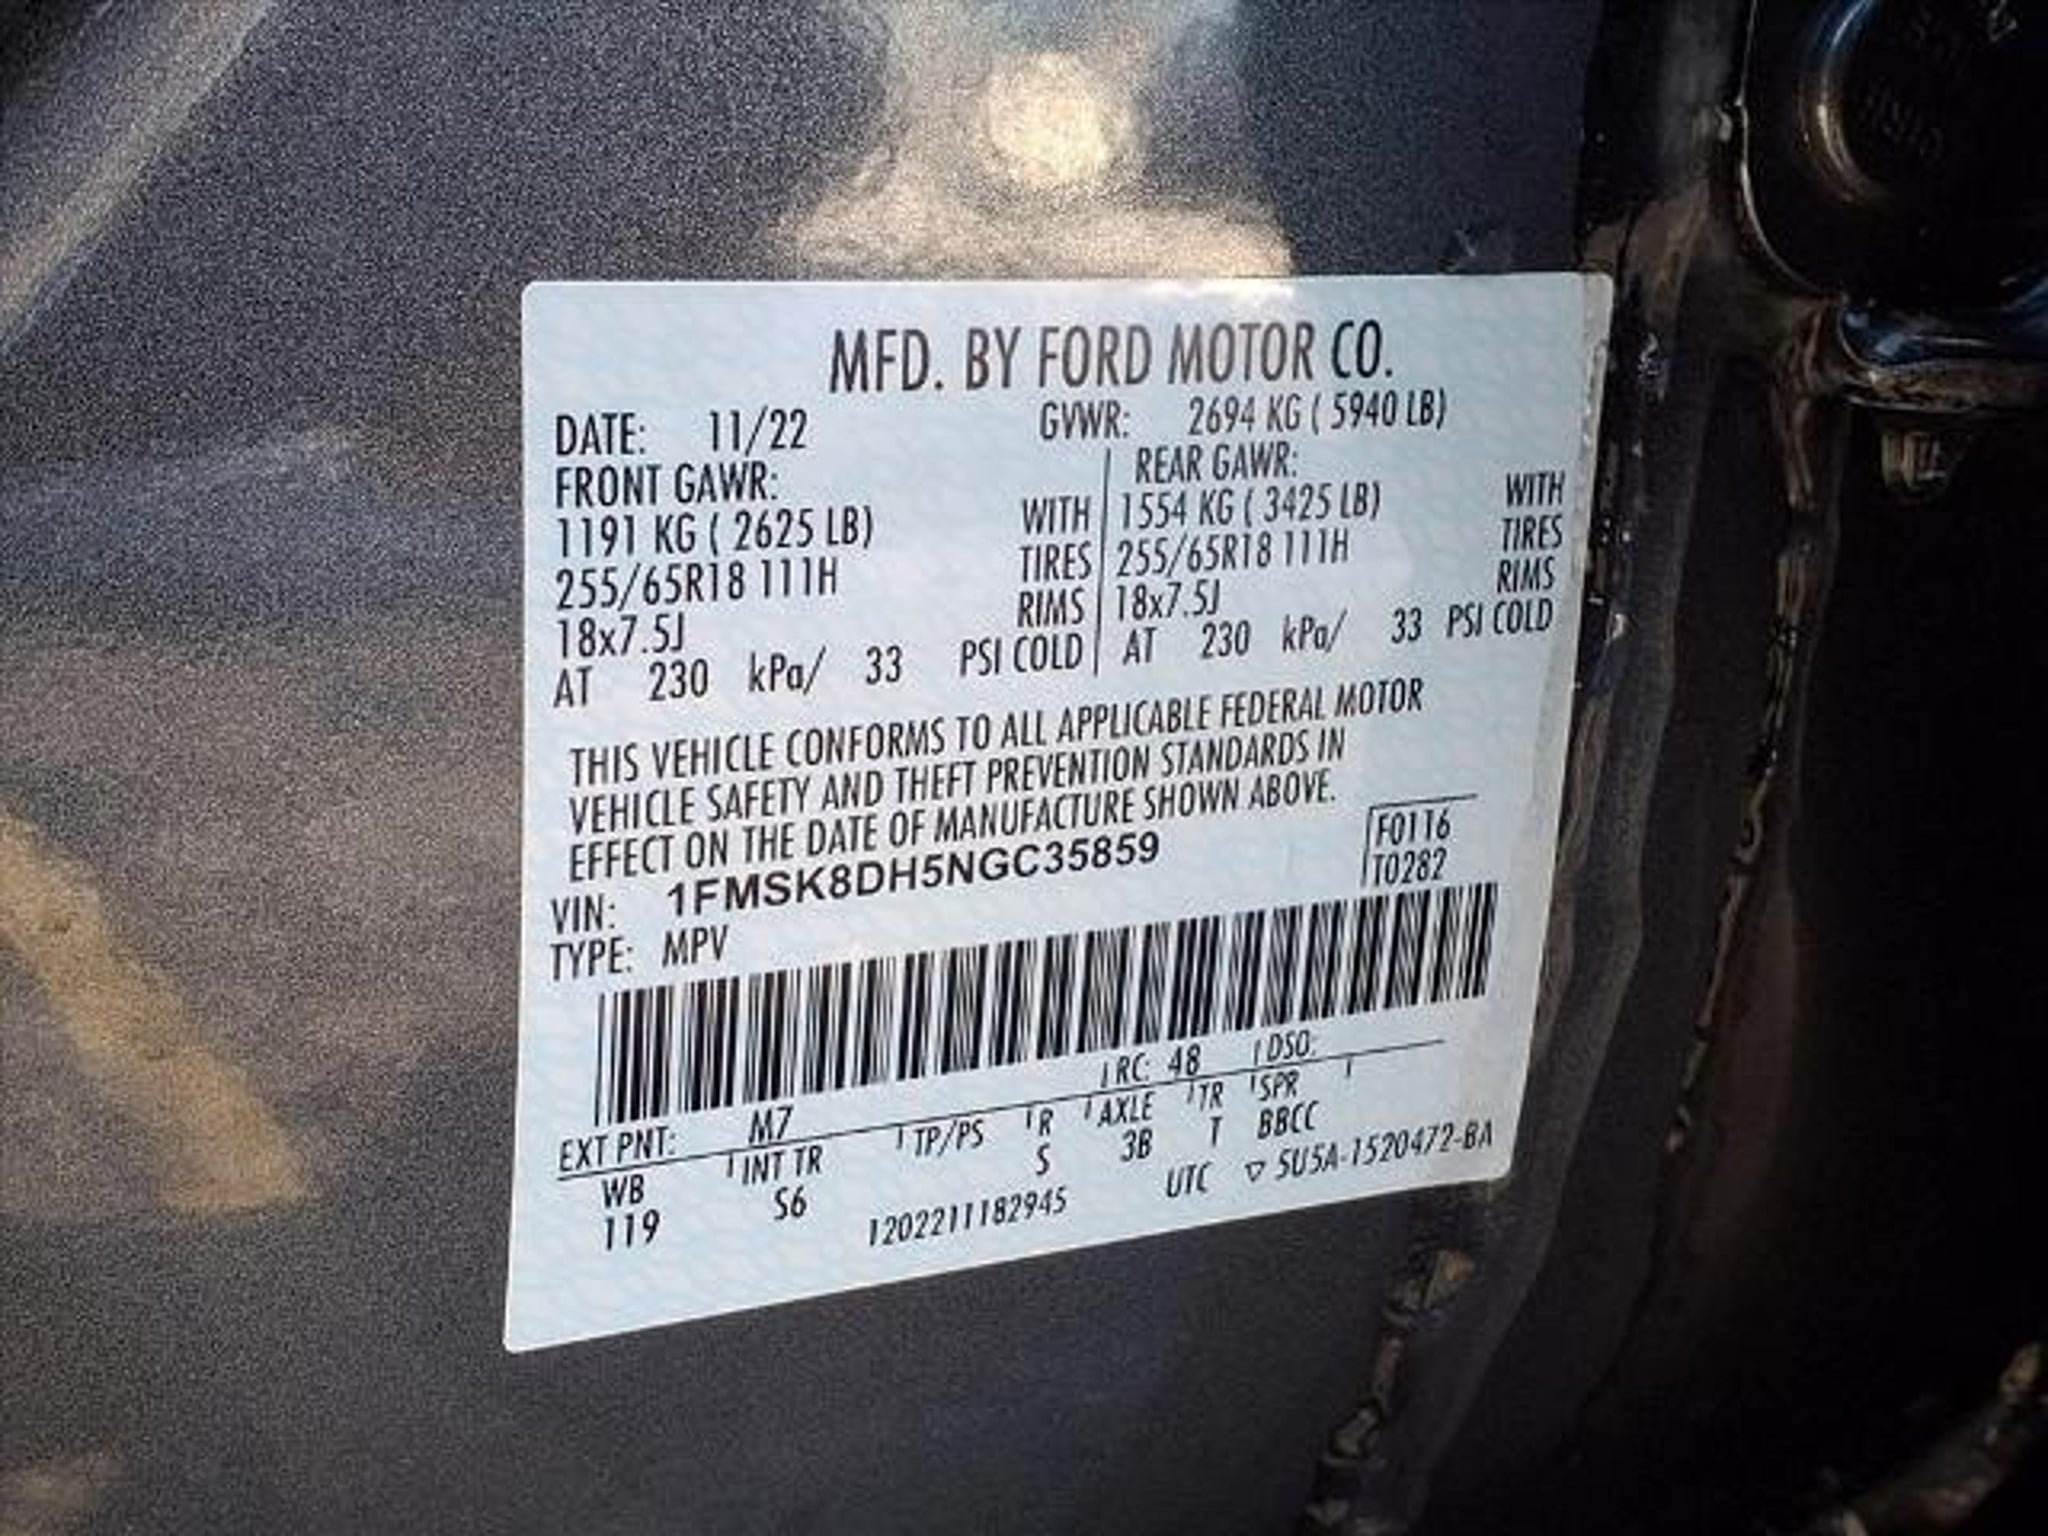 MFD. BY FORD MOTOR CO.
DATE: 11/22 GVWR: 2694 KG ( 5940 LB)
FRONT GAWR: REAR GAWR:
1191 KG ( 2625 LB) WITH 1554 KG ( 3425 LB) WITH
255/65R18 111H TIRES 255/65R18 111H TIRES
18x7.5J RIMS 18x7.5J RIMS
AT 230 kPa/ 33 PSI COLD AT 230 kPa/ 33 PSI COLD
THIS VEHICLE CONFORMS TO ALL APPLICABLE FEDERAL MOTOR
VEHICLE SAFETY AND THEFT PREVENTION STANDARDS IN
EFFECT ON THE DATE OF MANUFACTURE SHOWN ABOVE.
VIN: 1FMSK8DH5NGC35859 F0116
TYPE: MPV T0282
EXT PNT: M7 RC: 48 DSO:
WB INT TR TP/PS R AXLE TR SPR
119 S6 S 3B T BBCC
1202211182945 UTC ▽ 5U5A-1520472-BA